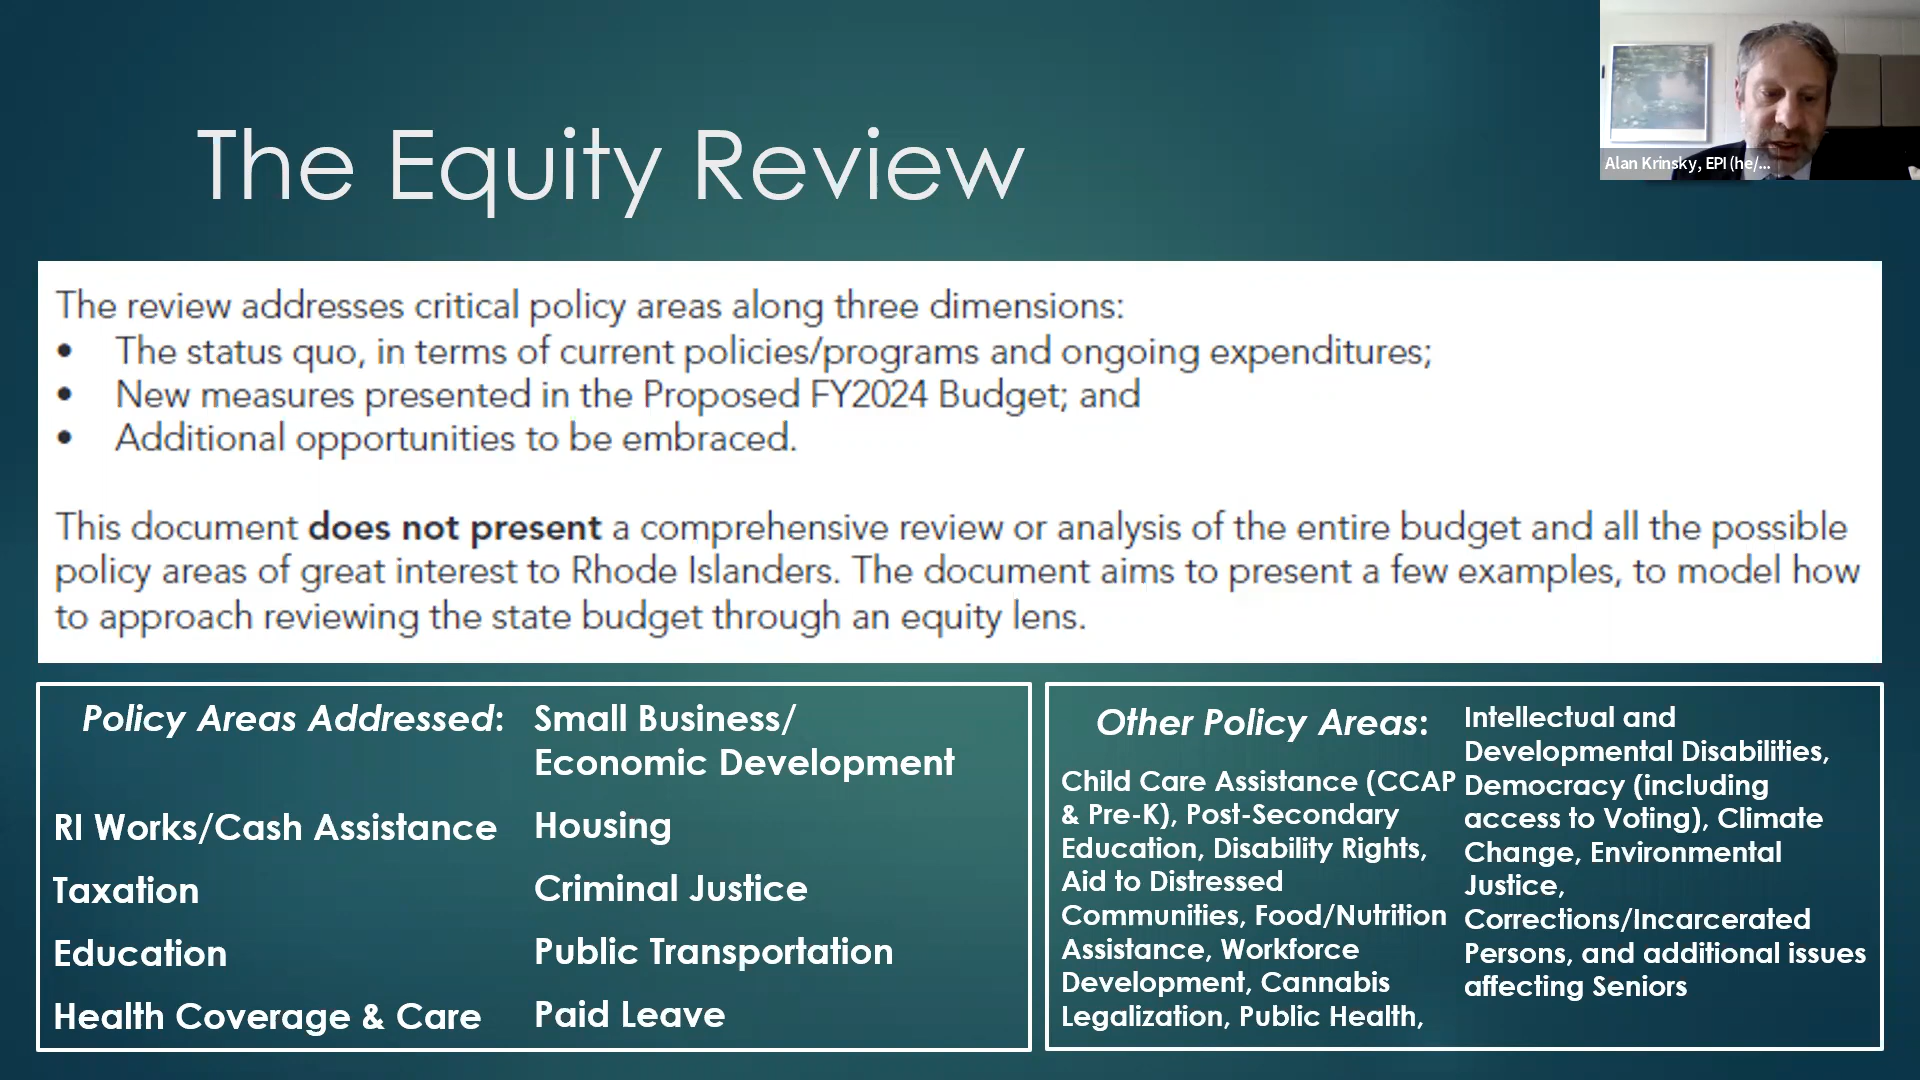 The Equity Review
Alan Krinsky, EPI (he/...
The review addresses critical policy areas along three dimensions:
• The status quo, in terms of current policies/programs and ongoing expenditures;
• New measures presented in the Proposed FY2024 Budget; and
• Additional opportunities to be embraced.
This document does not present a comprehensive review or analysis of the entire budget and all the possible
policy areas of great interest to Rhode Islanders. The document aims to present a few examples, to model how
to approach reviewing the state budget through an equity lens.
Policy Areas Addressed:
RI Works/Cash Assistance
Taxation
Education
Health Coverage & Care
Small Business/
Economic Development
Housing
Criminal Justice
Public Transportation
Paid Leave
Other Policy Areas:
Child Care Assistance (CCAP
& Pre-K), Post-Secondary
Education, Disability Rights,
Aid to Distressed
Communities, Food/Nutrition
Assistance, Workforce
Development, Cannabis
Legalization, Public Health,
Intellectual and
Developmental Disabilities,
Democracy (including
access to Voting), Climate
Change, Environmental
Justice,
Corrections/Incarcerated
Persons, and additional issues
affecting Seniors